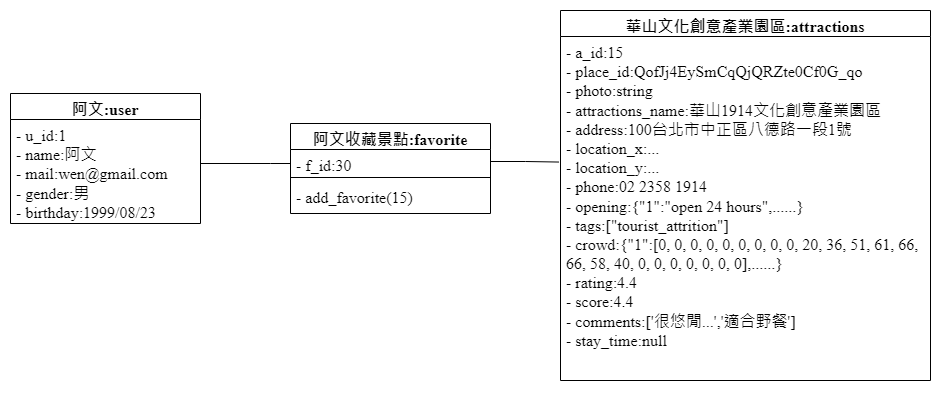 阿文:user
- u_id:1
- name:阿文
- mail:wen@gmail.com
- gender:男
- birthday:1999/08/23
阿文收藏景點:favorite
- f_id:30
- add_favorite(15)
華山文化創意產業園區:attractions
- a_id:15
- place_id:QofJj4EySmCqQjQRZte0Cf0G_qo
- photo:string
- attractions_name:華山1914文化創意產業園區
- address:100台北市中正區八德路一段1號
- location_x:...
- location_y:...
- phone:02 2358 1914
- opening:{"1":"open 24 hours",......}
- tags:["tourist_attrition"]
- crowd:{"1":[0, 0, 0, 0, 0, 0, 0, 0, 0, 20, 36, 51, 61, 66,
66, 58, 40, 0, 0, 0, 0, 0, 0, 0],......}
- rating:4.4
- score:4.4
- comments:['很悠閒...','適合野餐']
- stay_time:null